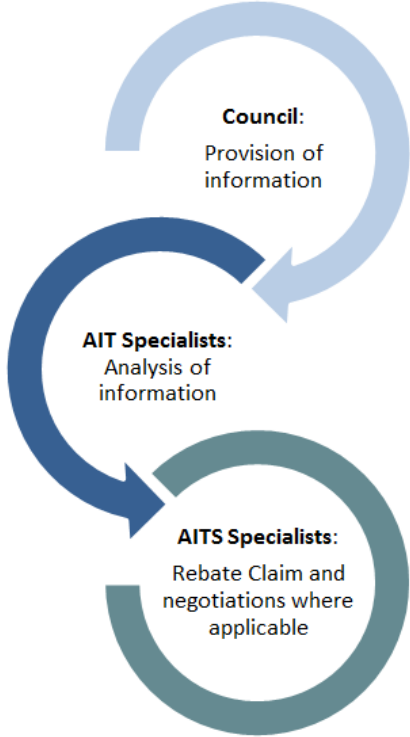 Council:
Provision of
information
AIT Specialists:
Analysis of
information
AITS Specialists:
Rebate Claim and
negotiations where
applicable